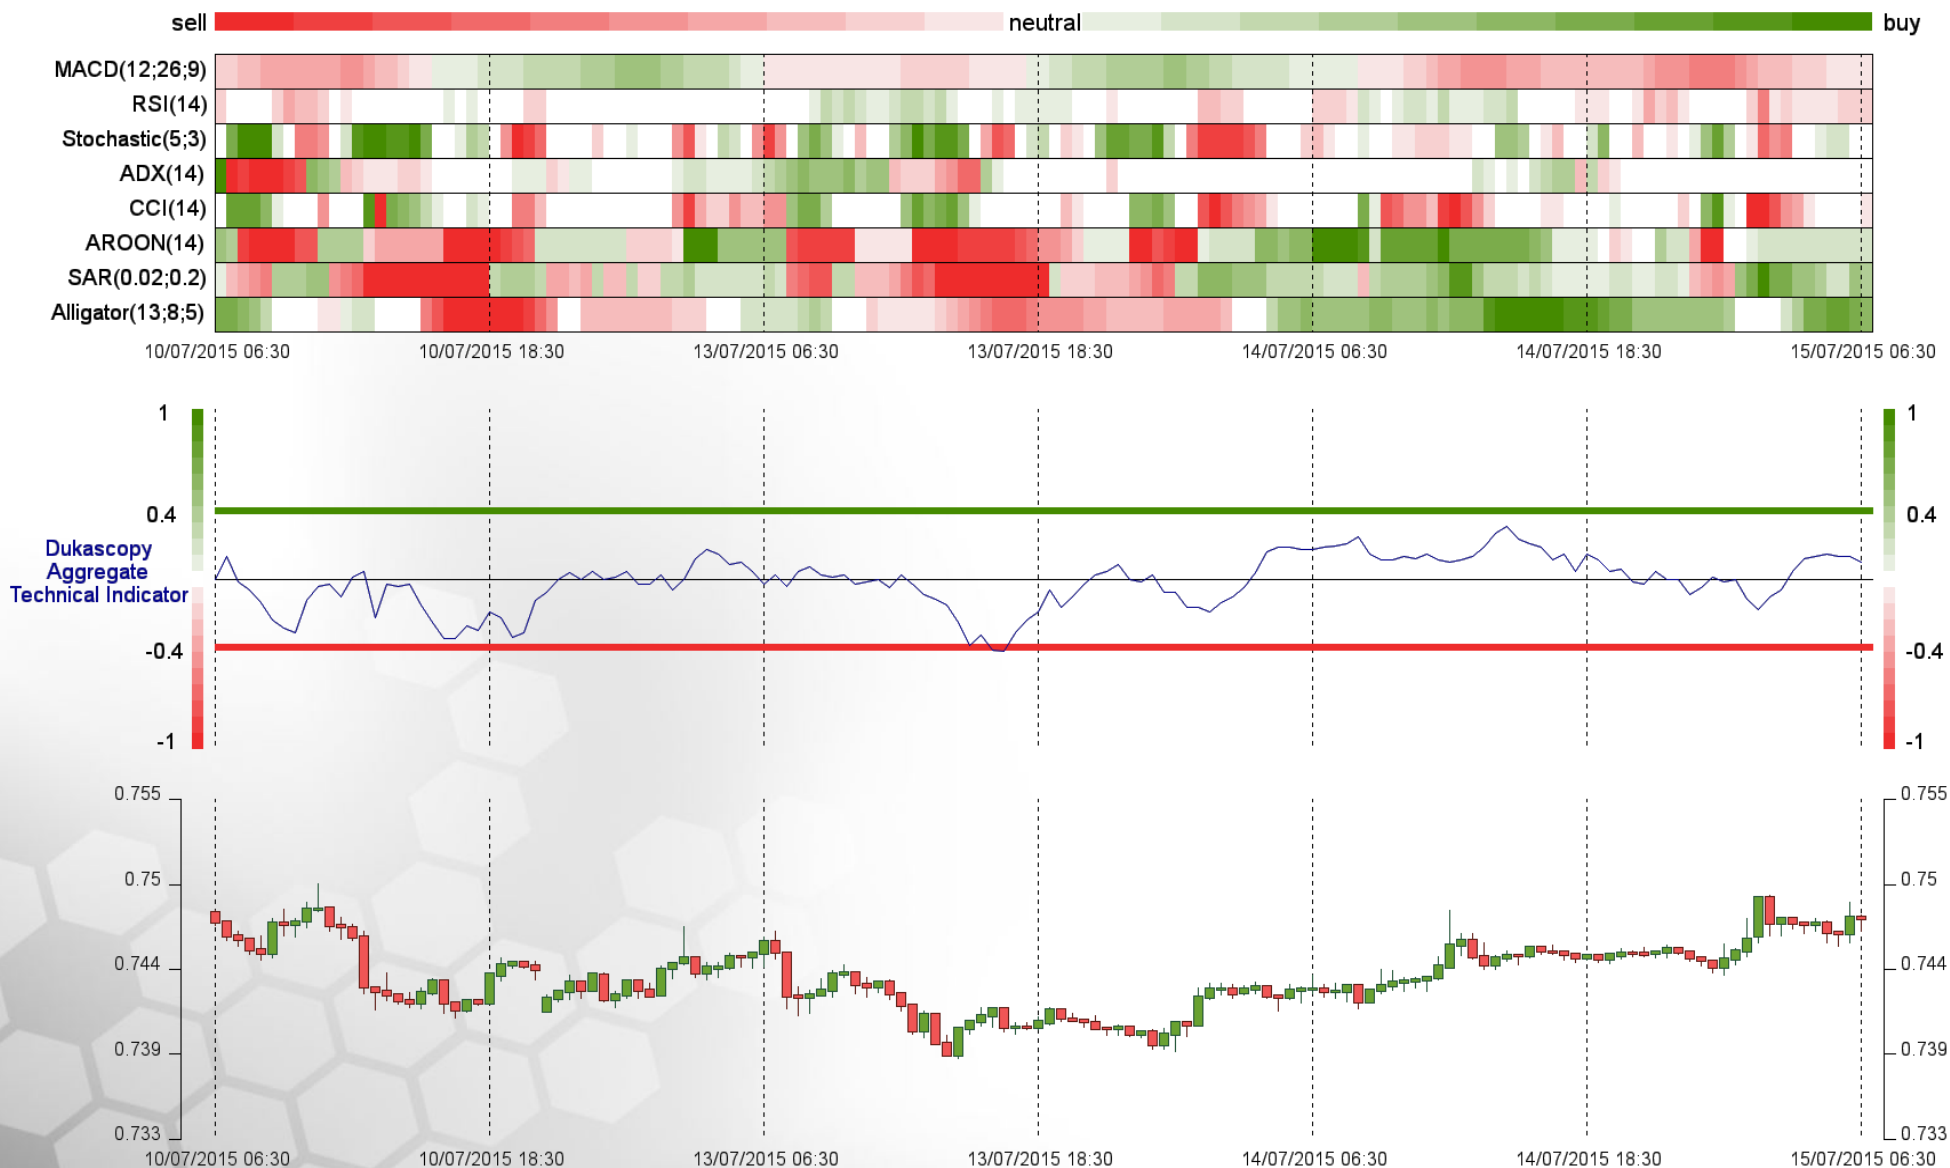 sell neutral buy
MACD(12;26;9)
RSI(14)
Stochastic(5;3)
ADX(14)
CCI(14)
AROON(14)
SAR(0.02;0.2)
Alligator(13;8;5)
10/07/2015 06:30 10/07/2015 18:30 13/07/2015 06:30 13/07/2015 18:30 14/07/2015 06:30 14/07/2015 18:30 15/07/2015 06:30
1 1
0.4 0.4
Dukascopy
Aggregate
Technical Indicator
-0.4 -0.4
-1 -1
0.755 0.755
0.75 0.75
0.744 0.744
0.739 0.739
0.733 0.733
10/07/2015 06:30 10/07/2015 18:30 13/07/2015 06:30 13/07/2015 18:30 14/07/2015 06:30 14/07/2015 18:30 15/07/2015 06:30